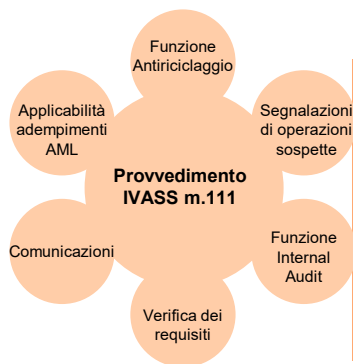 Funzione
Antiriciclaggio
Applicabilità
adempimenti
AML
Segnalazioni
di operazioni
sospette
Provvedimento
IVASS m.111
Comunicazioni
Funzione
Internal
Audit
Verifica dei
requisiti